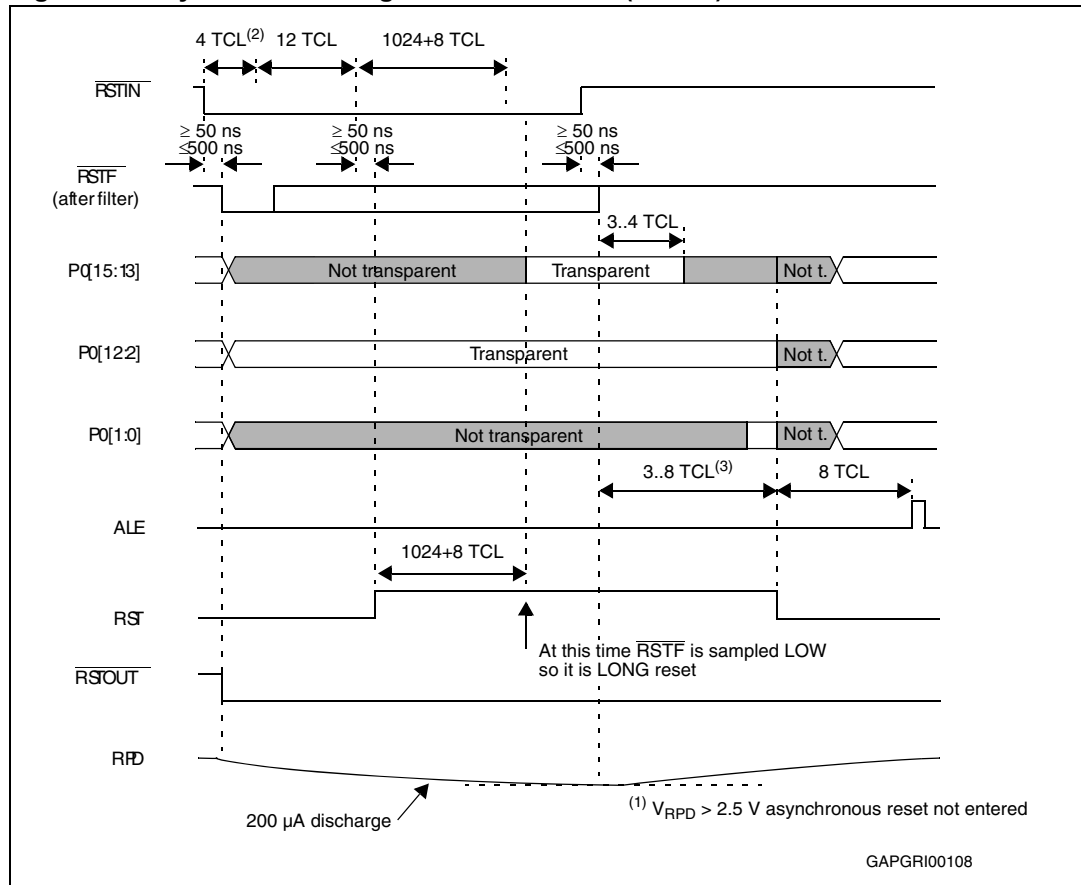 4 TCL(2) 12 TCL 1024+8 TCL
RSTIN
≥ 50 ns ≥ 50 ns ≥ 50 ns
≤500 ns ≤500 ns ≤500 ns
RSTF
(after filter)
3..4 TCL
P0[15:13] Not transparent Transparent Not t.
P0[12:2] Transparent Not t.
P0[1:0] Not transparent Not t.
3..8 TCL(3) 8 TCL
ALE
1024+8 TCL
RST
At this time RSTF is sampled LOW
so it is LONG reset
RSTOUT
RPD
200 µA discharge
(1) VRPD > 2.5 V asynchronous reset not entered
GAPGRI00108